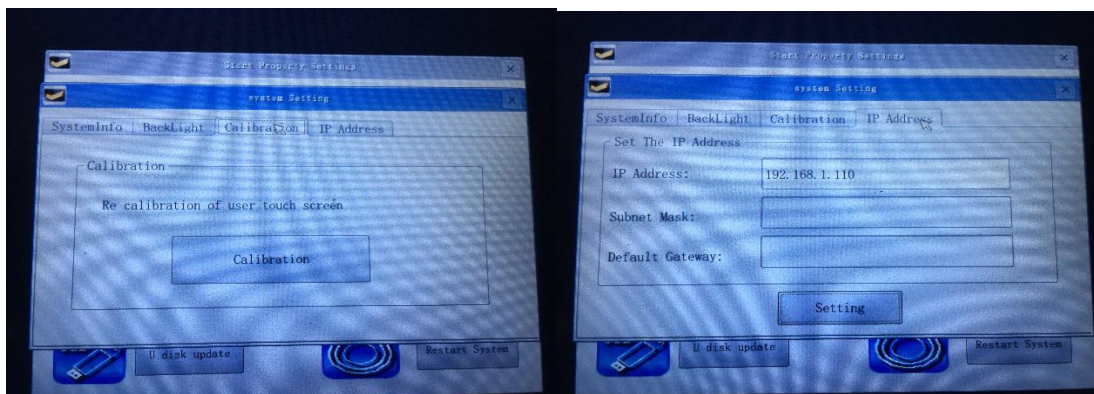 Start Property Settings
system Setting
SystemInfo BackLight Calibration IP Address
Calibration
Re calibration of user touch screen
Calibration
U disk update
Restart System
Start Property Settings
system Setting
SystemInfo BackLight Calibration IP Address
Set The IP Address
IP Address: 192.168.1.110
Subnet Mask:
Default Gateway:
Setting
U disk update
Restart System